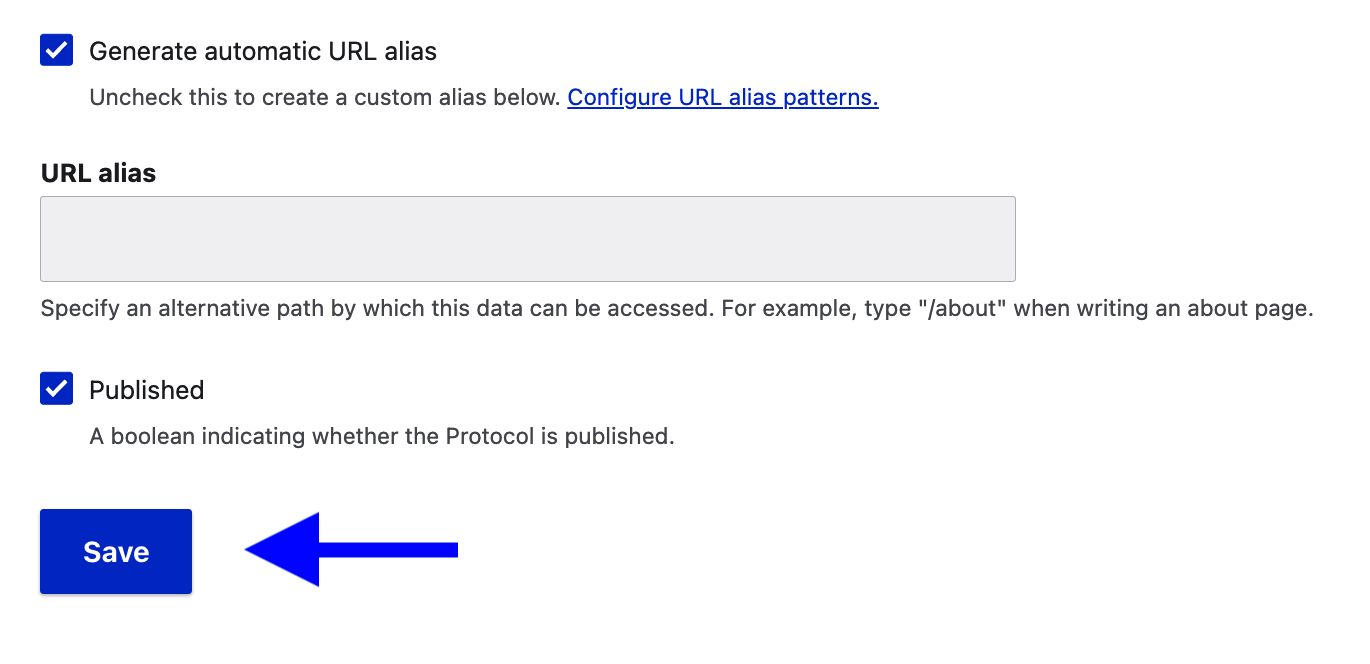 Generate automatic URL alias
Uncheck this to create a custom alias below. Configure URL alias patterns.
URL alias
Specify an alternative path by which this data can be accessed. For example, type "/about" when writing an about page.
Published
A boolean indicating whether the Protocol is published.
Save